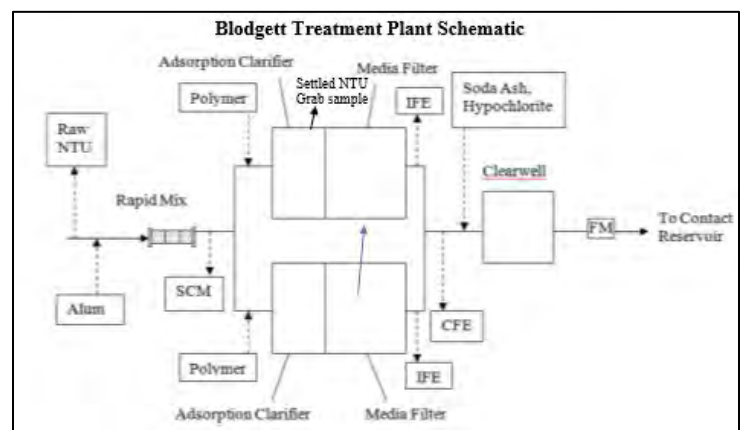 Blodgett Treatment Plant Schematic
Adsorption Clarifier
Media Filter
Settled NTU
Grab sample
Polymer
IFE
Soda Ash,
Hypochlorite
Raw
NTU
Clearwell
Rapid Mix
FM
To Contact
Reservoir
SCM
Alum
CFE
Polymer
IFE
Adsorption Clarifier
Media Filter